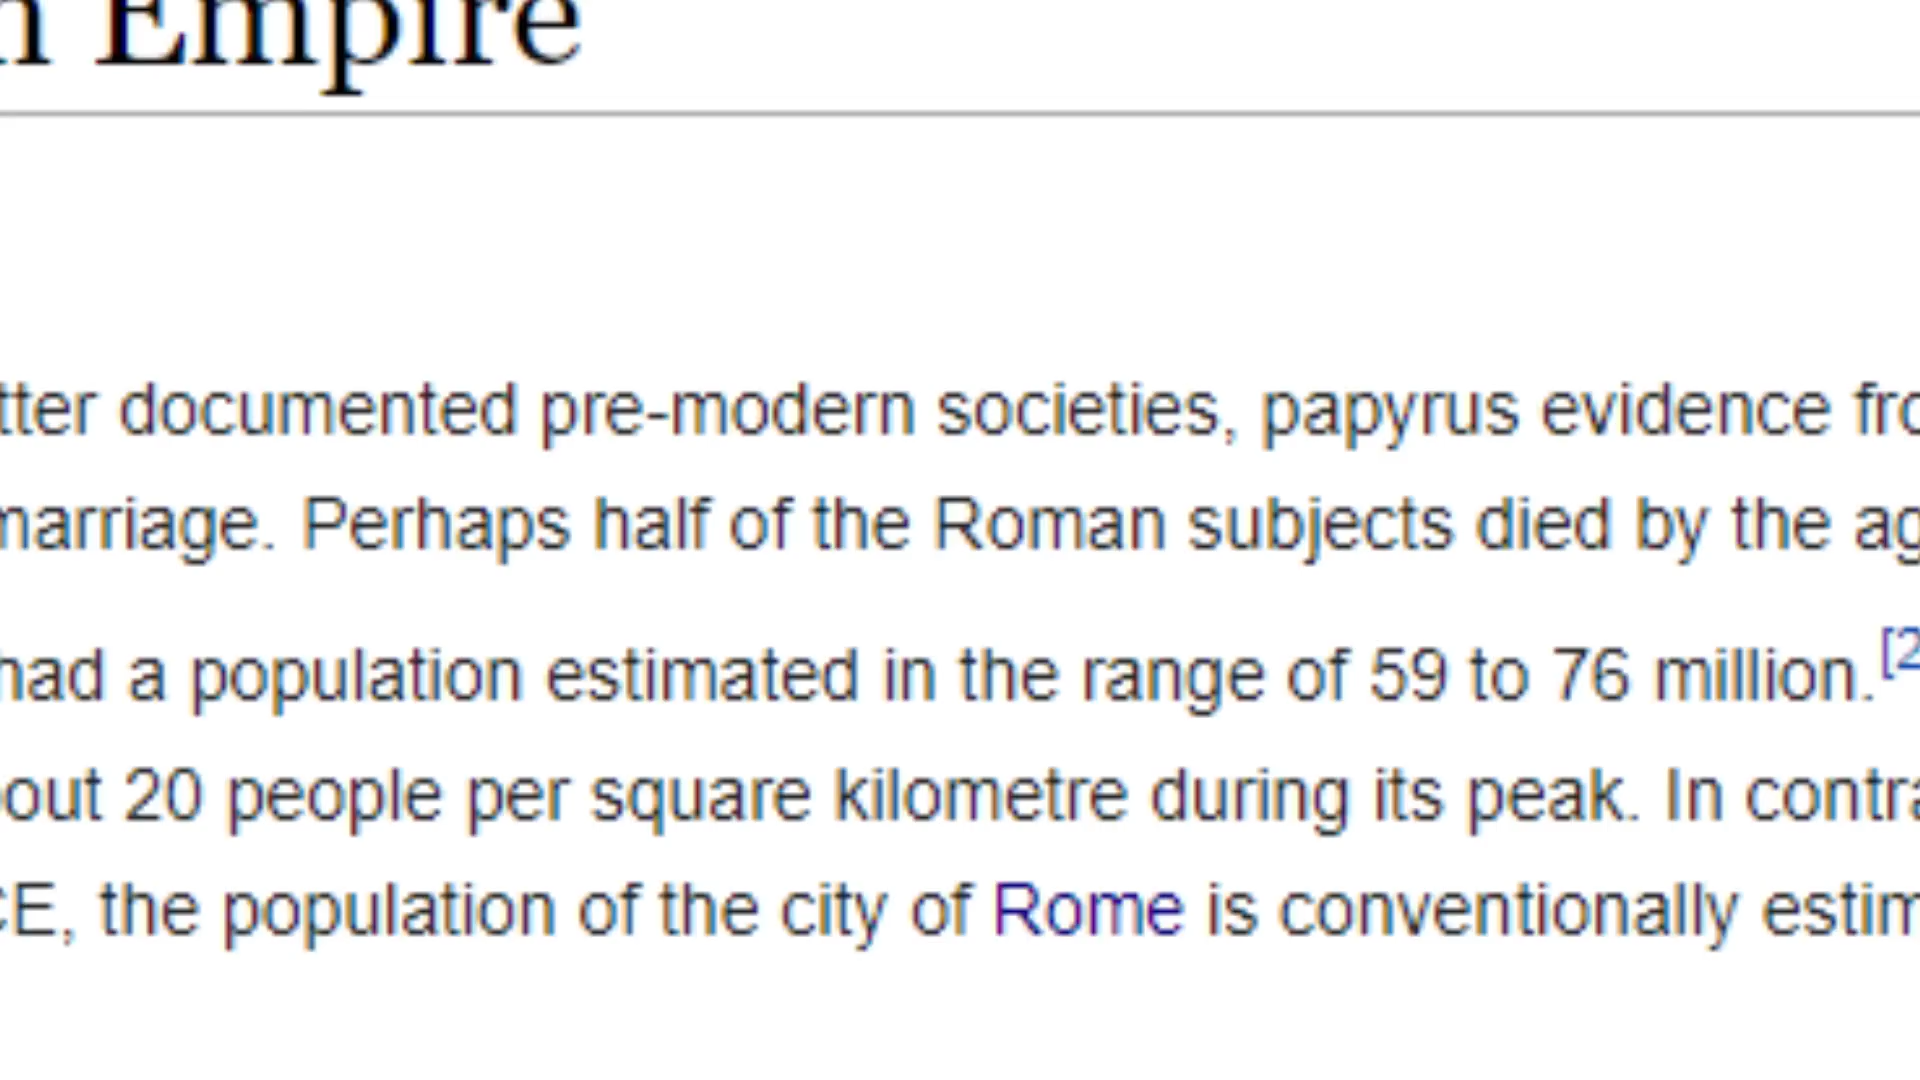 n Empire
tter documented pre-modern societies, papyrus evidence fro
marriage. Perhaps half of the Roman subjects died by the ag
had a population estimated in the range of 59 to 76 million.[2
out 20 people per square kilometre during its peak. In contra
CE, the population of the city of Rome is conventionally estim